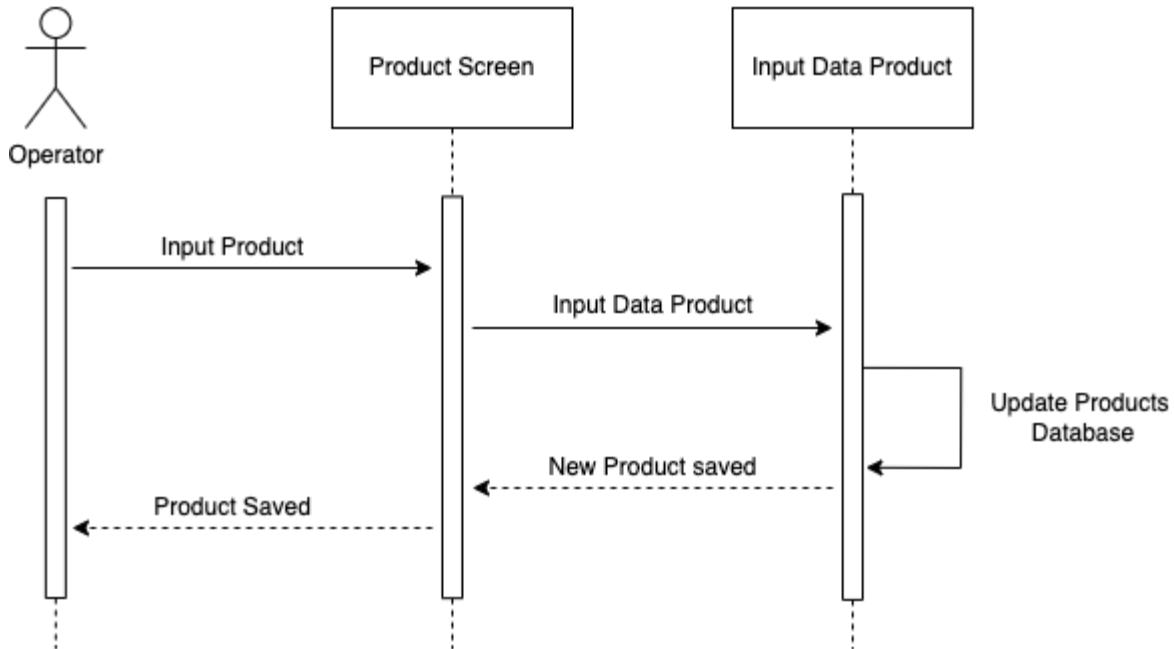 Product Screen
Input Data Product
Operator
Input Product
Input Data Product
Update Products
Database
New Product saved
Product Saved